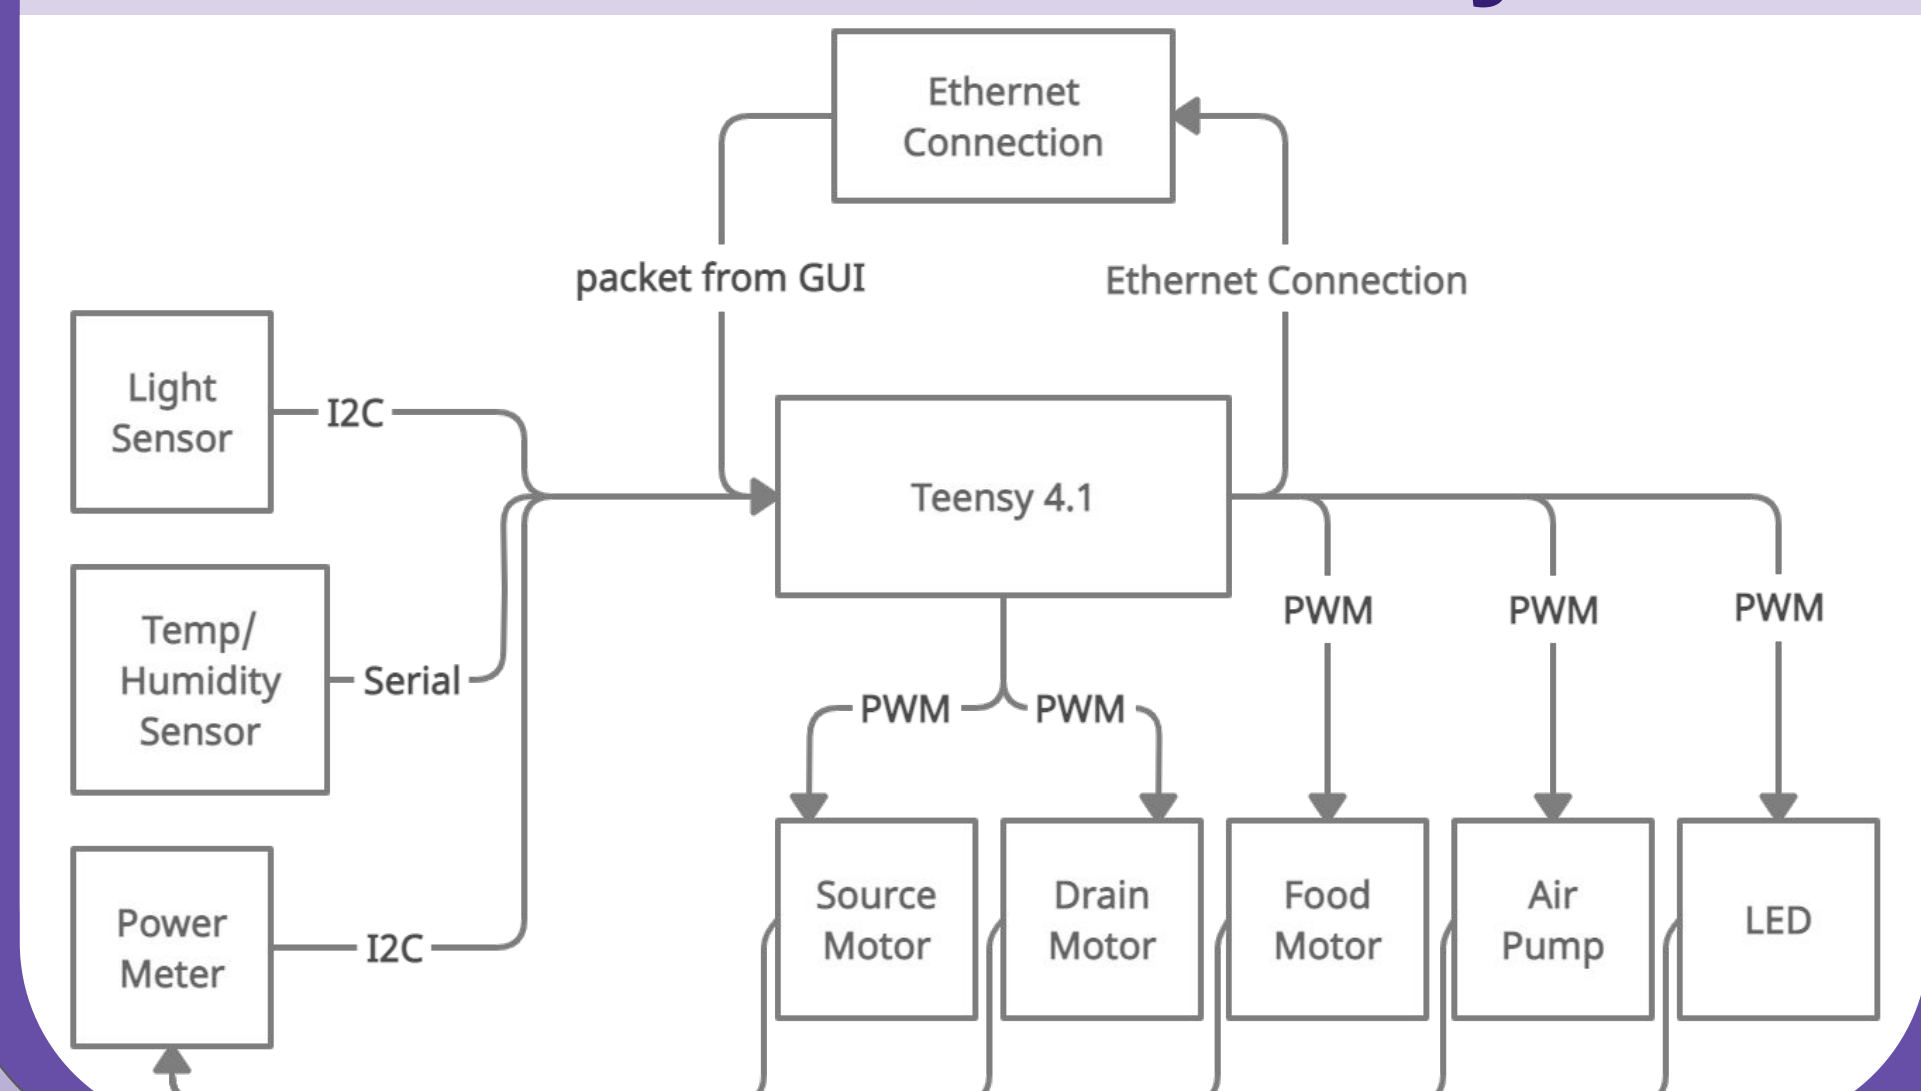 Ethernet
Connection
packet from GUI
Ethernet Connection
Light
Sensor
I2C
Teensy 4.1
Temp/
Humidity
Sensor
Serial
PWM
PWM
PWM
PWM
PWM
Power
Meter
I2C
Source
Motor
Drain
Motor
Food
Motor
Air
Pump
LED